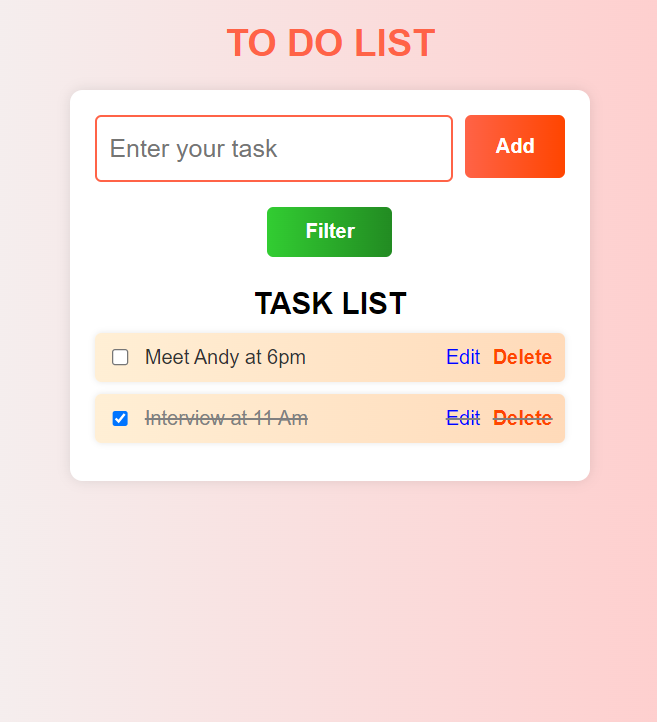 TO DO LIST
Enter your task
Add
Filter
TASK LIST
Meet Andy at 6pm Edit Delete
Interview at 11 Am Edit Delete